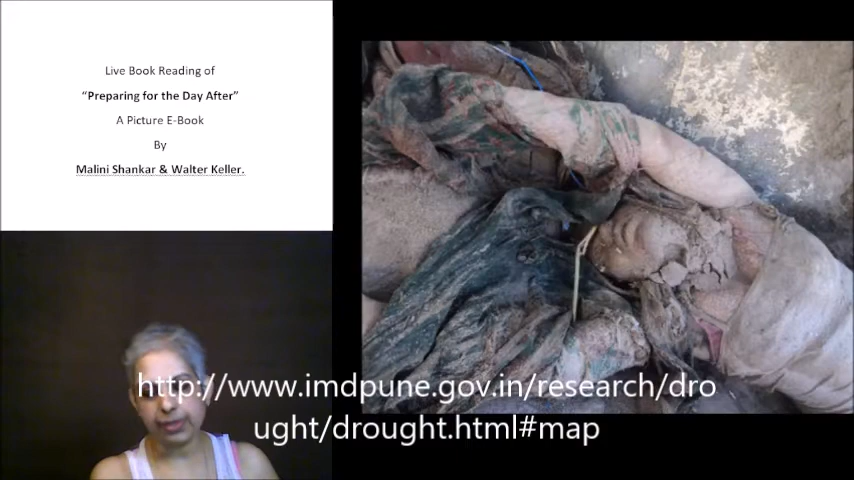 Live Book Reading of
“Preparing for the Day After”
A Picture E-Book
By
Malini Shankar & Walter Keller.
http://www.imdpune.gov.in/research/dro
ught/drought.html#map